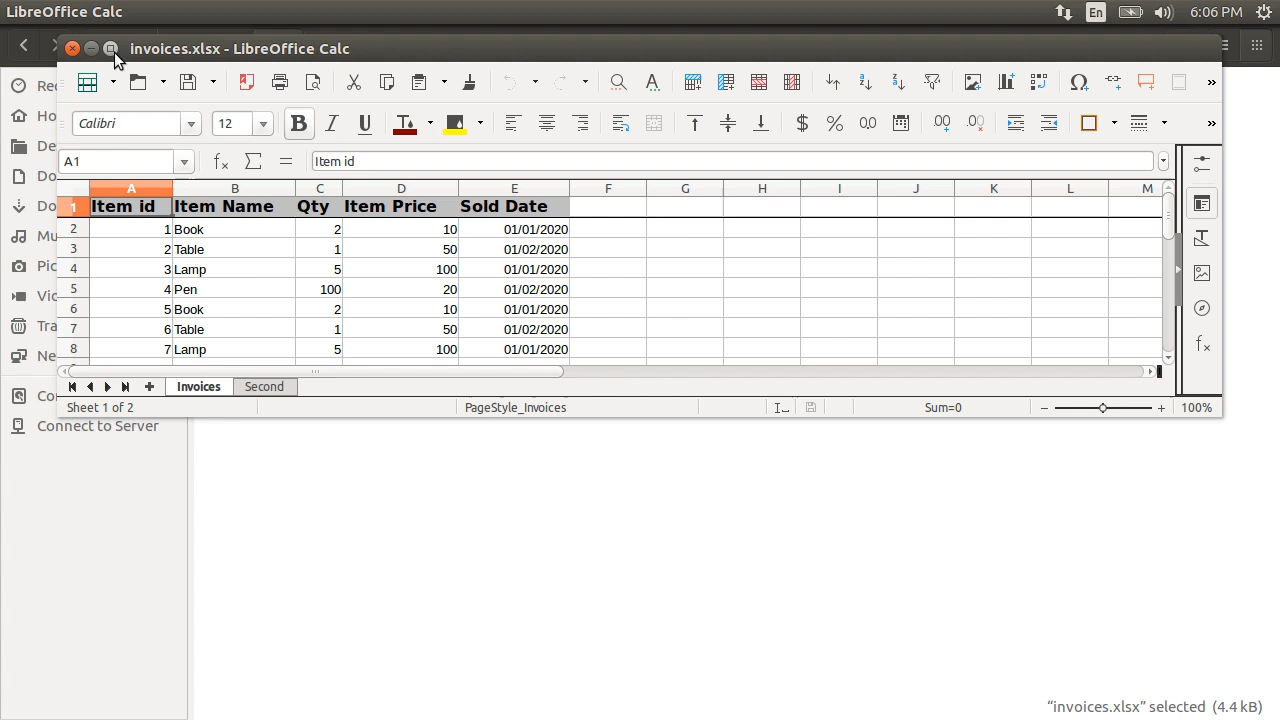 LibreOffice Calc
En
6:06 PM
invoices.xlsx - LibreOffice Calc
Calibri
12
A1
Item id
A B C D E F G H I J K L M
1 Item id Item Name Qty Item Price Sold Date
2 1 Book 2 10 01/01/2020
3 2 Table 1 50 01/02/2020
4 3 Lamp 5 100 01/01/2020
5 4 Pen 100 20 01/02/2020
6 5 Book 2 10 01/01/2020
7 6 Table 1 50 01/02/2020
8 7 Lamp 5 100 01/01/2020
Invoices Second
Sheet 1 of 2 PageStyle_Invoices Sum=0 100%
Connect to Server
"invoices.xlsx" selected (4.4 kB)